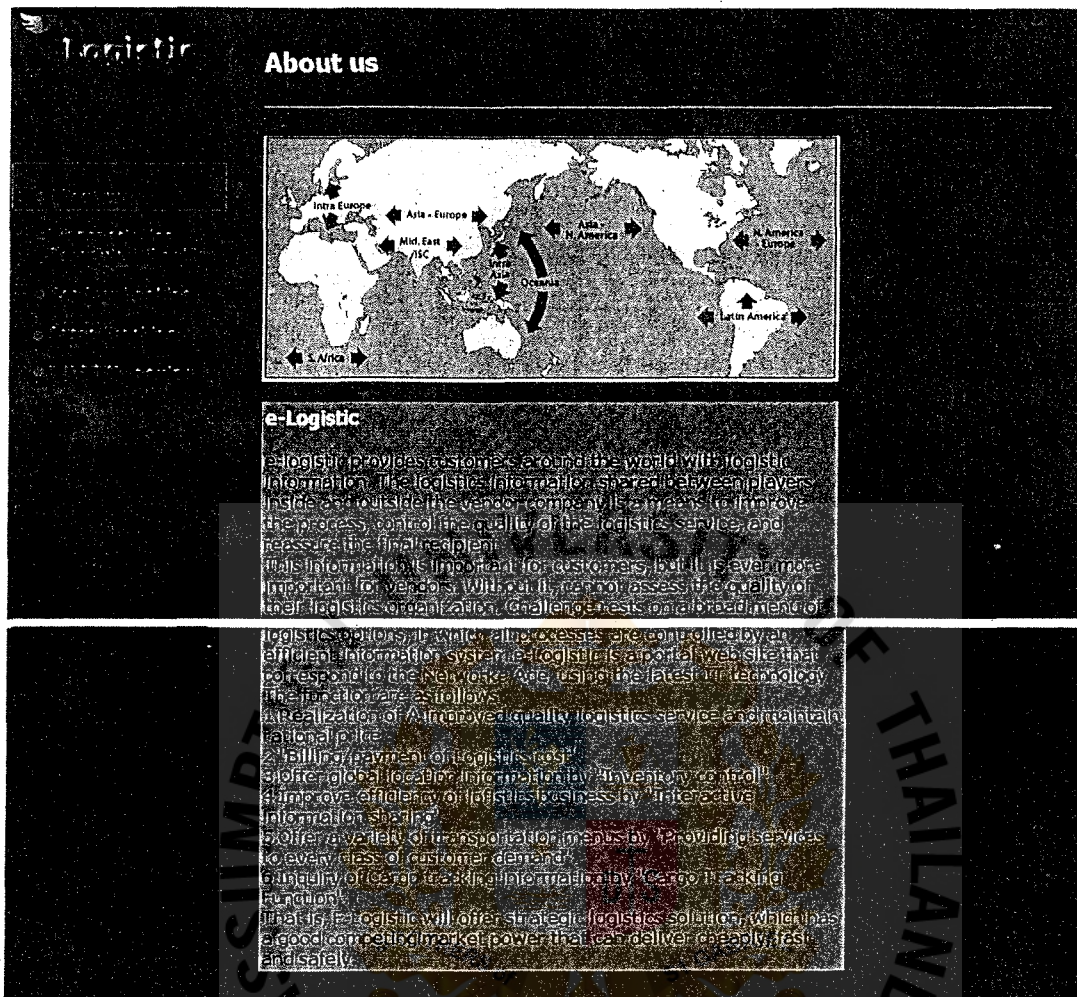 Logistic
About us
Intra Europe
Asia - Europe
Mid. East
ISC
Intra
Asia
Oceania
Asia -
N. America
N. America
- Europe
Latin America
S. Africa
e-Logistic
e-logistic provides customers around the world with logistic
information. The logistics information shared between players
inside and outside the vendor company is a means to improve
the process, control the quality of the logistics service, and
reassure the final recipient.
This information is important for customers, but it is even more
important for vendors. Without it, cannot assess the quality of
their logistics organization. Challenge rests on a broad menu of
logistics options, if which all processes are controlled by an
efficient information system. e-Logistic is a portal web site that
correspond to the Networke Age, using the latest technology
The function are as follows
1. Realization of A improved quality logistics service and maintain
rational price
2. "Billing/payment of Logistics cost"
3. Offer global locating information by "Inventory control"
4. Improve efficiency of lofistics business by "Interactive
information sharing"
5. Offer a variety of transportation menus by "Providing services
to every class of customer demand"
6. Inquiry of Cargo tracking information by "Cargo Tracking
Function"
That is, e-Logistic will offer strategic logistics solution, which has
a good competing market power that can deliver cheaply, fast
and safely
OF THAILAND